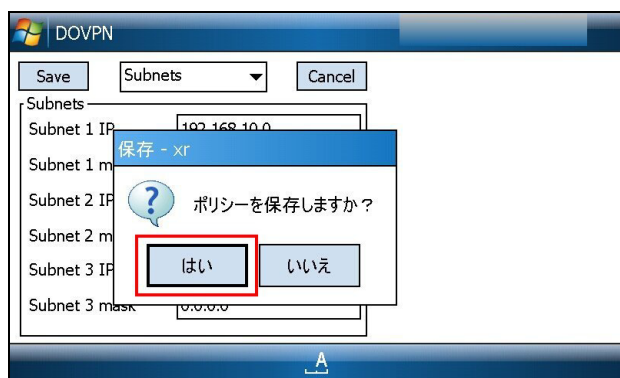 DOVPN
Save
Subnets
Cancel
Subnets
Subnet 1 IP
192.168.10.0
保存 - xr
Subnet 1 m
Subnet 2 IP
ポリシーを保存しますか？
Subnet 2 m
はい
いいえ
Subnet 3 IP
Subnet 3 mask
0.0.0.0
A